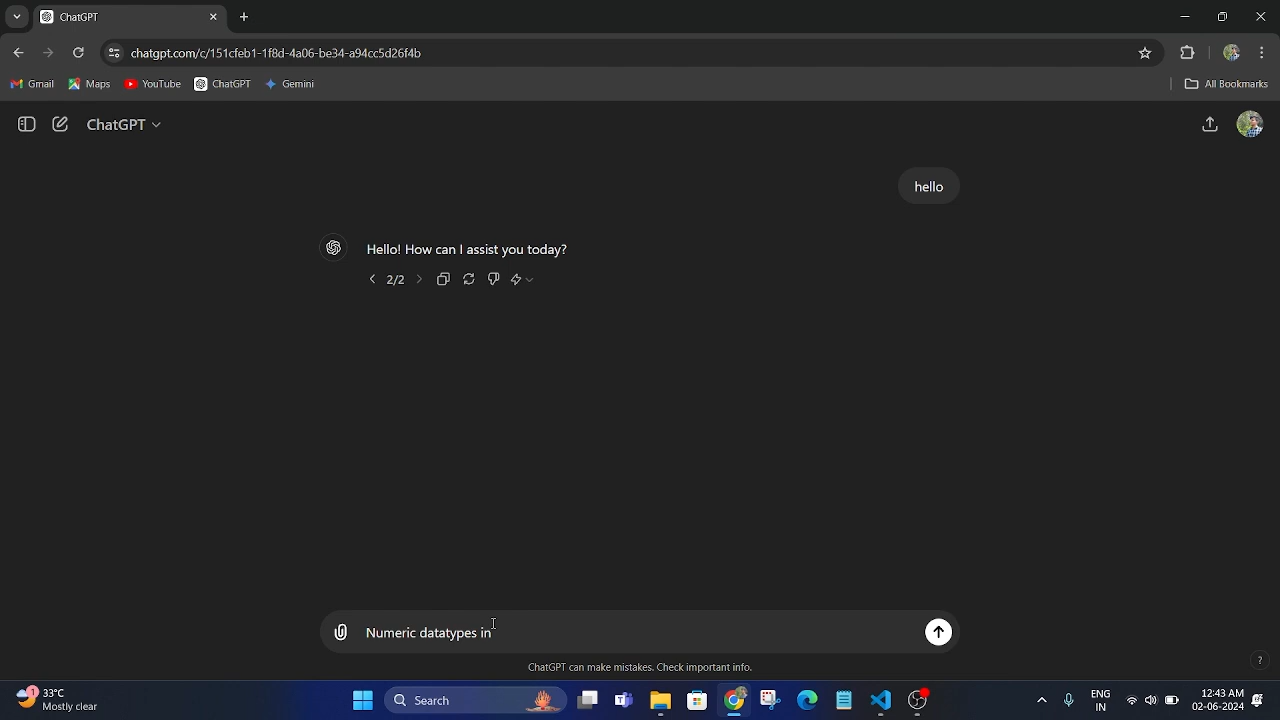 ChatGPT
chatgpt.com/c/151cfeb1-1f8d-4a06-be34-a94cc5d26f4b
Gmail Maps YouTube ChatGPT Gemini All Bookmarks
ChatGPT
hello
Hello! How can I assist you today?
2/2
Numeric datatypes in
ChatGPT can make mistakes. Check important info.
?
1
33°C
Mostly clear
Search
ENG
IN
12:43 AM
02-06-2024